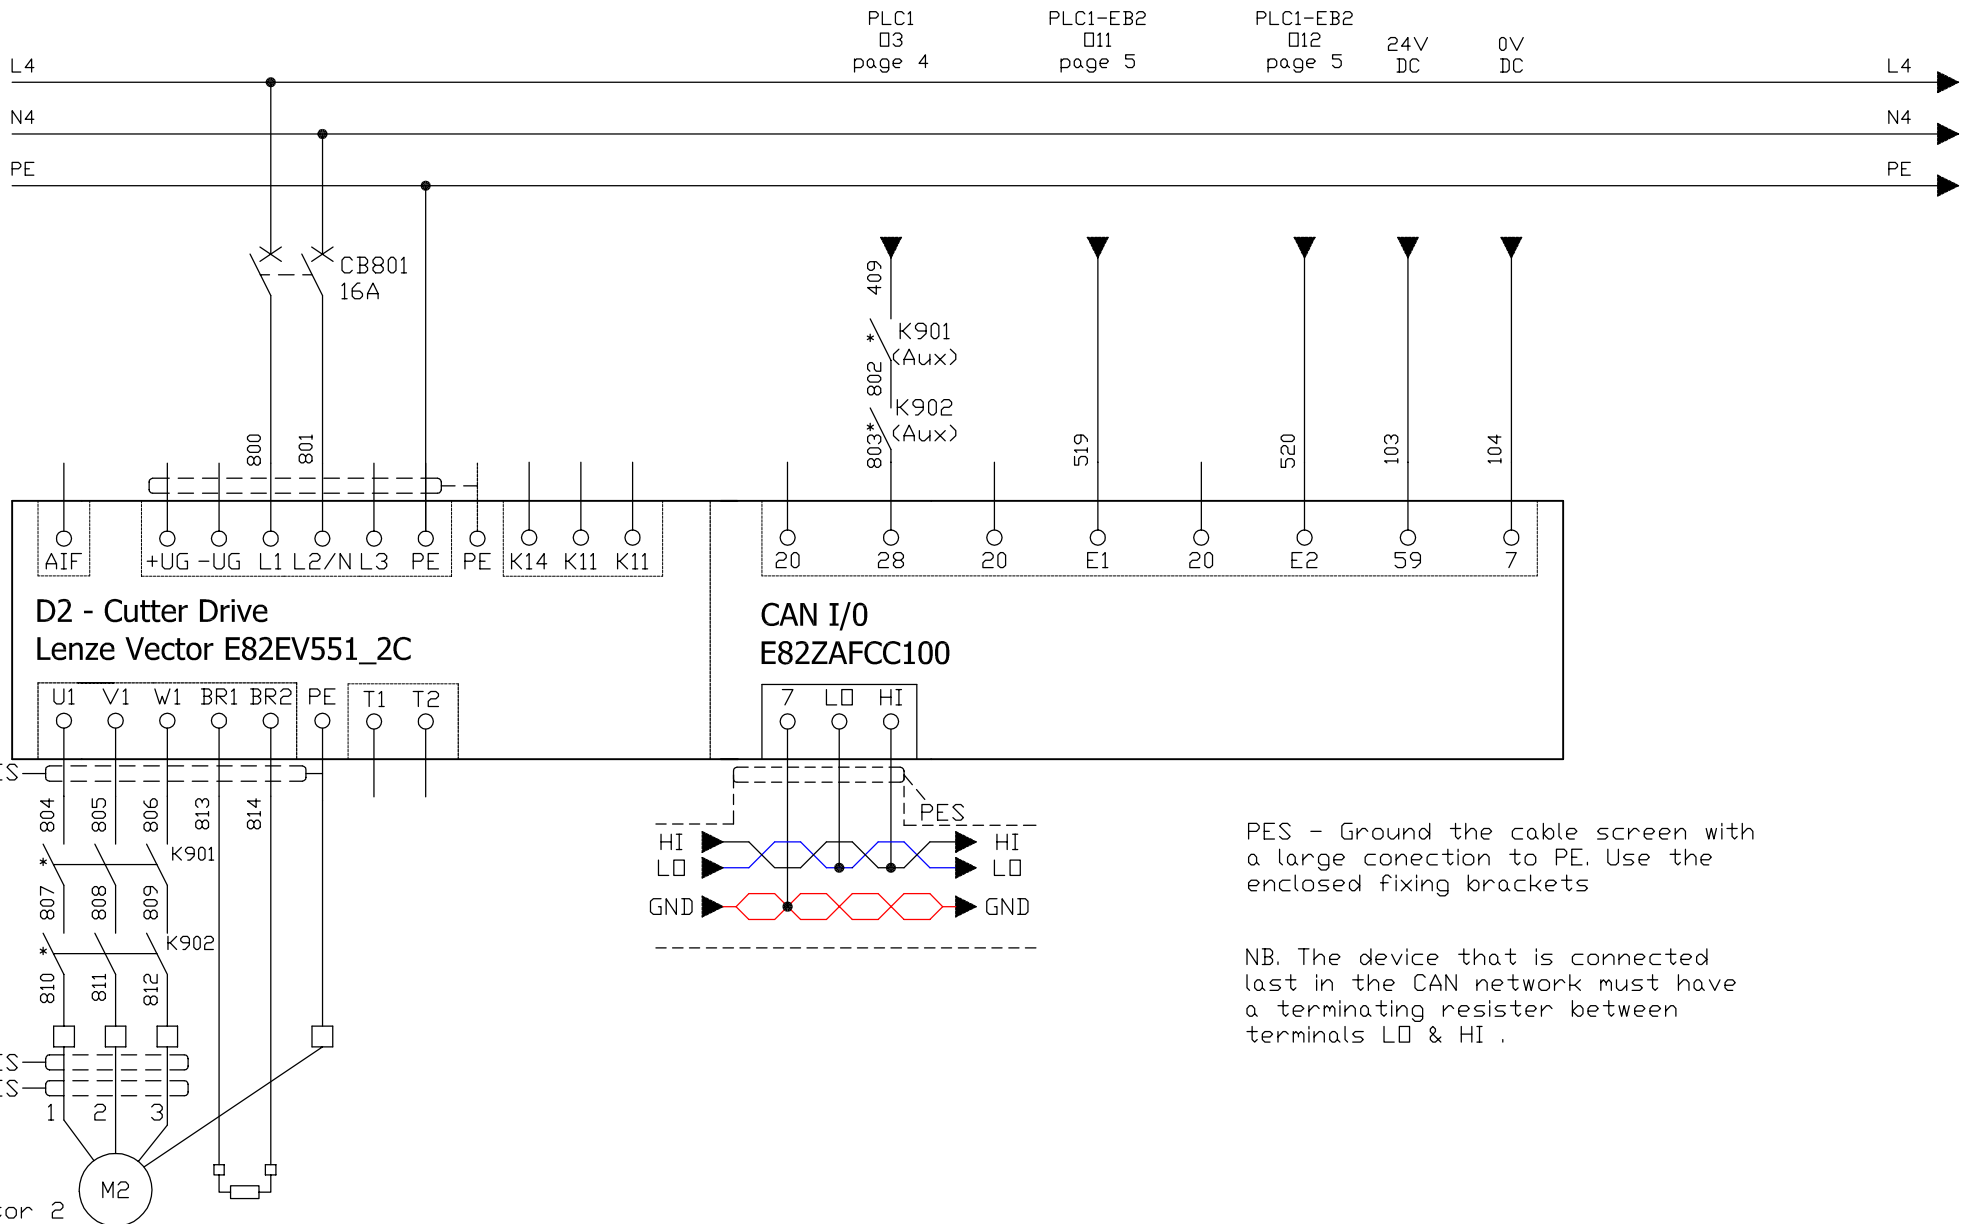 PLC1
O3
page 4
PLC1-EB2
O11
page 5
PLC1-EB2
O12
page 5
24V
DC
0V
DC
L4
L4
N4
N4
PE
PE
CB801
16A
409
K901
*
(Aux)
802
K902
*
(Aux)
800
801
803
519
520
103
104
AIF
+UG
-UG
L1
L2/N
L3
PE
PE
K14
K11
K11
20
28
20
E1
20
E2
59
7
D2 - Cutter Drive
Lenze Vector E82EV551_2C
CAN I/0
E82ZAFCC100
U1
V1
W1
BR1
BR2
PE
T1
T2
7
LO
HI
804
805
806
813
814
K901
*
807
808
809
K902
*
810
811
812
1
2
3
M2
2
PES
HI
HI
LO
LO
GND
GND
PES - Ground the cable screen with
a large conection to PE. Use the
enclosed fixing brackets
NB. The device that is connected
last in the CAN network must have
a terminating resister between
terminals LO & HI .